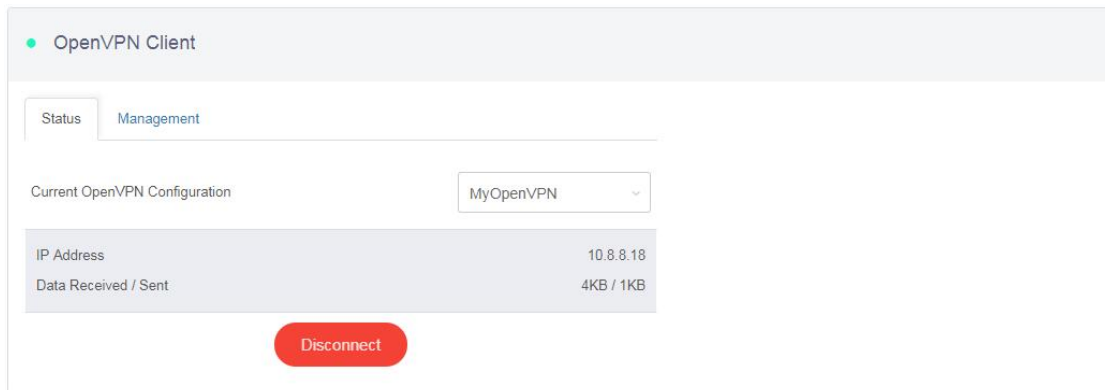 OpenVPN Client
Status Management
Current OpenVPN Configuration MyOpenVPN
IP Address 10.8.8.18
Data Received / Sent 4KB / 1KB
Disconnect